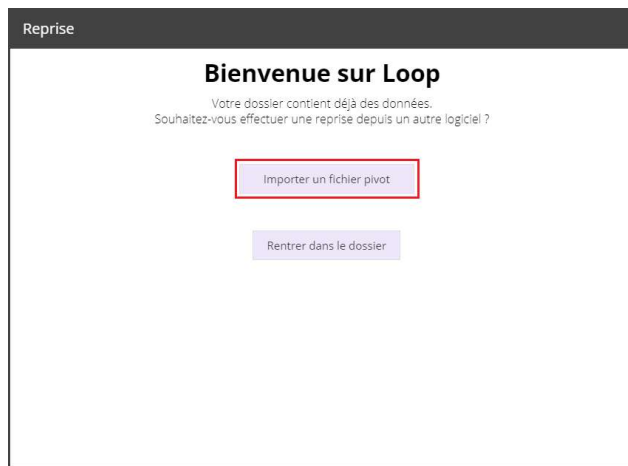 Reprise
Bienvenue sur Loop
Votre dossier contient déjà des données.
Souhaitez-vous effectuer une reprise depuis un autre logiciel ?
Importer un fichier pivot
Rentrer dans le dossier